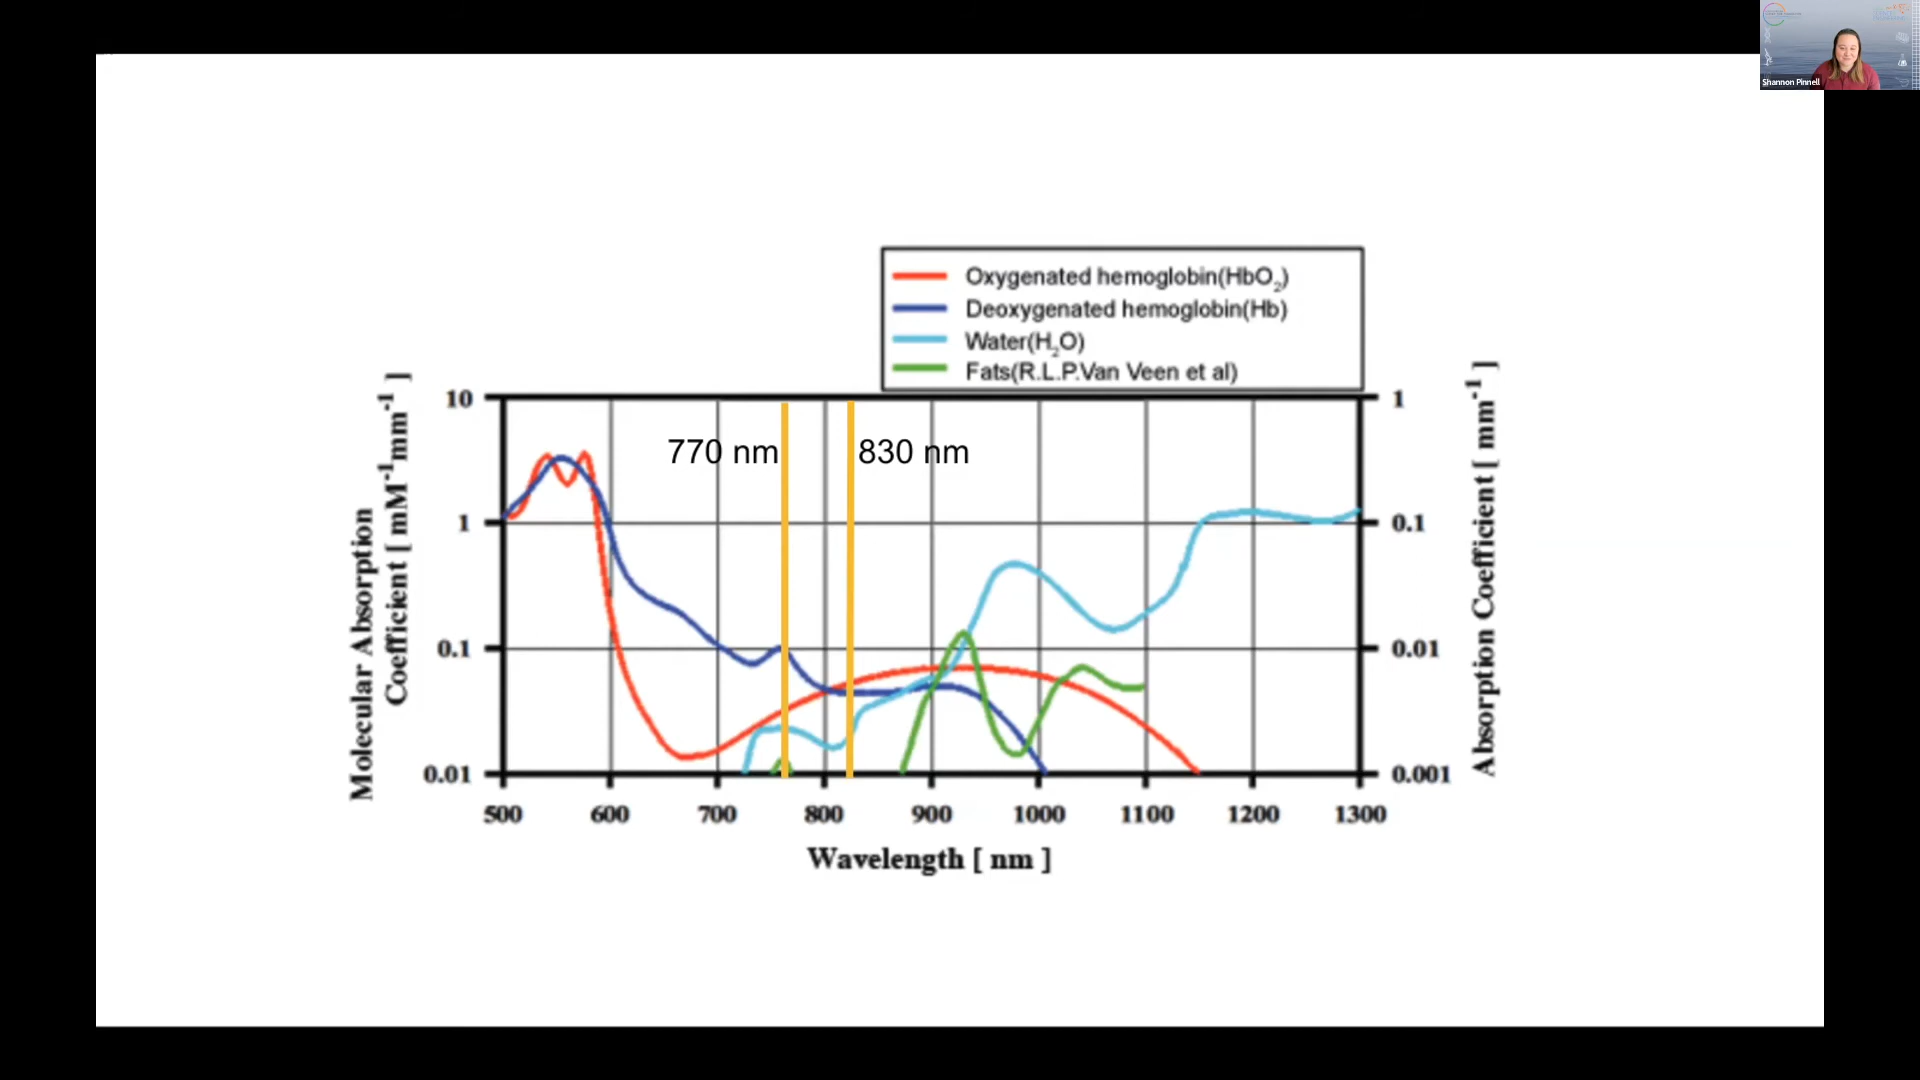 Shannon Pinnell
Oxygenated hemoglobin(HbO2)
Deoxygenated hemoglobin(Hb)
Water(H2O)
Fats(R.L.P.Van Veen et al)
Molecular Absorption
Coefficient [ mM-1mm-1 ]
10
1
0.1
0.01
770 nm
830 nm
1
0.1
0.01
0.001
Absorption Coefficient [ mm-1 ]
500 600 700 800 900 1000 1100 1200 1300
Wavelength [ nm ]